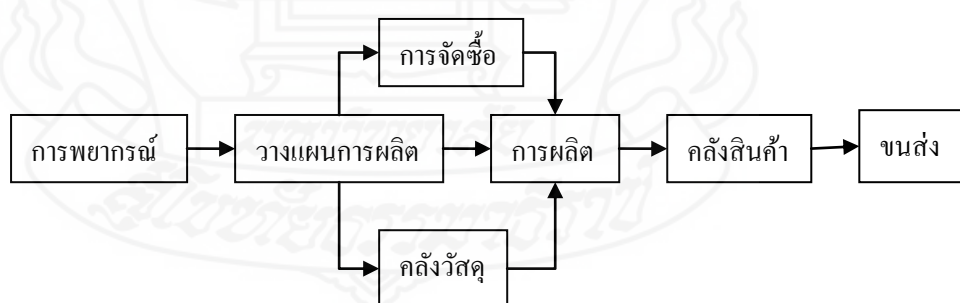 การจัดซื้อ
การพยากรณ์
วางแผนการผลิต
การผลิต
คลังสินค้า
ขนส่ง
คลังวัสดุ